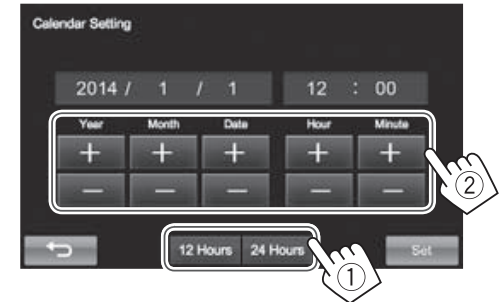 Calendar Setting
2014 / 1 / 1 12 : 00
Year Month Date Hour Minute
+ + + + +
− − − − −
②
12 Hours 24 Hours Set
①